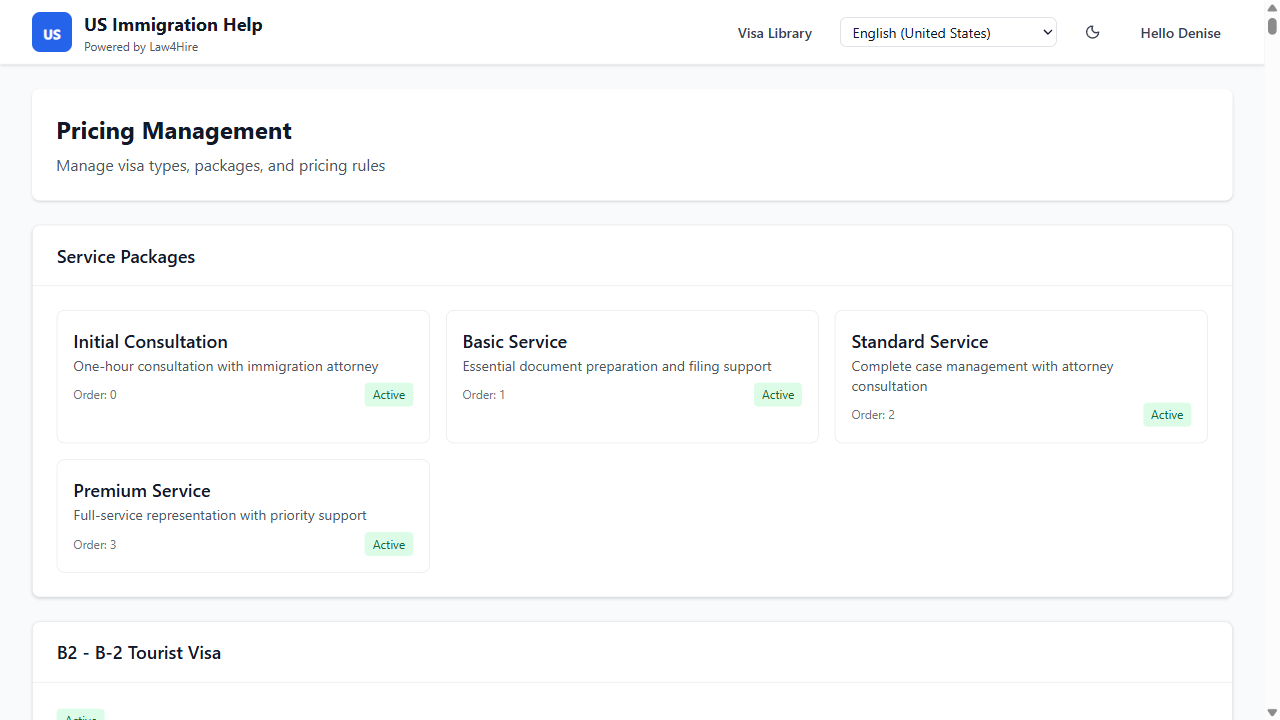 US
US Immigration Help
Powered by Law4Hire
Visa Library
English (United States)
Hello Denise
Pricing Management
Manage visa types, packages, and pricing rules
Service Packages
Initial Consultation
One-hour consultation with immigration attorney
Order: 0
Active
Basic Service
Essential document preparation and filing support
Order: 1
Active
Standard Service
Complete case management with attorney
consultation
Order: 2
Active
Premium Service
Full-service representation with priority support
Order: 3
Active
B2 - B-2 Tourist Visa
Active